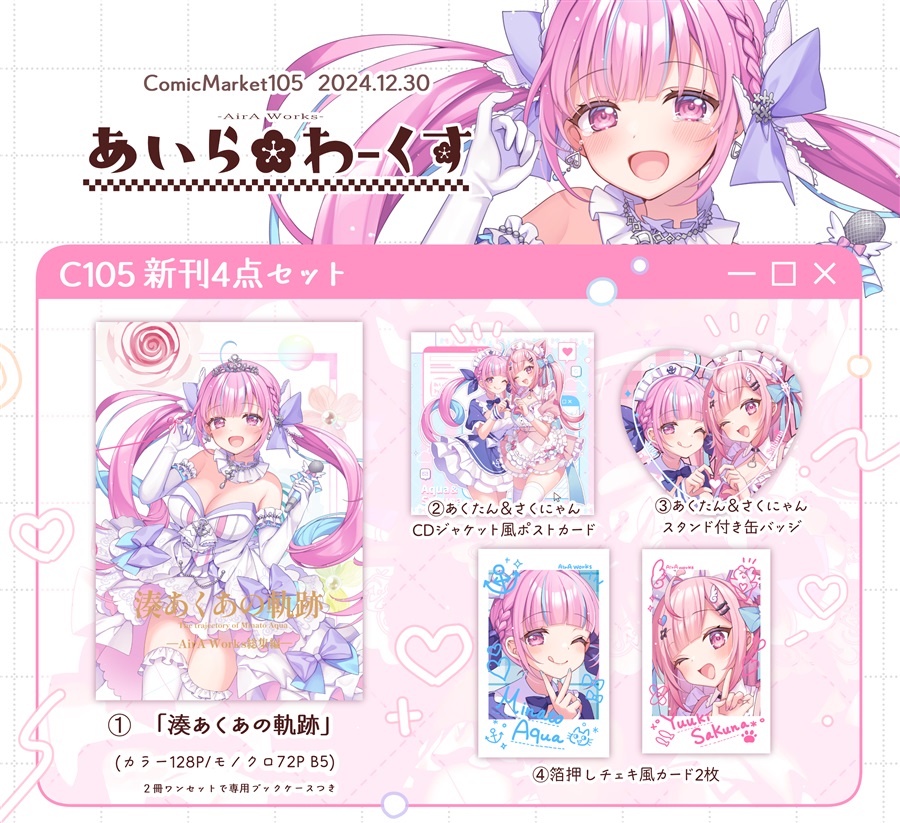 ComicMarket105 2024.12.30
-AirA Works-
あいらわーくす
C105 新刊4点セット
湊あくあの軌跡
The trajectory of Minato Aqua
―AirA Works総集編―
① 「湊あくあの軌跡」
(カラー128P/モノクロ72P B5)
2冊ワンセットで専用ブックケースつき
Aqua &
②あくたん&さくにゃん
CDジャケット風ポストカード
③あくたん&さくにゃん
スタンド付き缶バッジ
AirA works
Minato
Aqua
AirA works
Yuuki
Sakuna
④箔押しチェキ風カード2枚